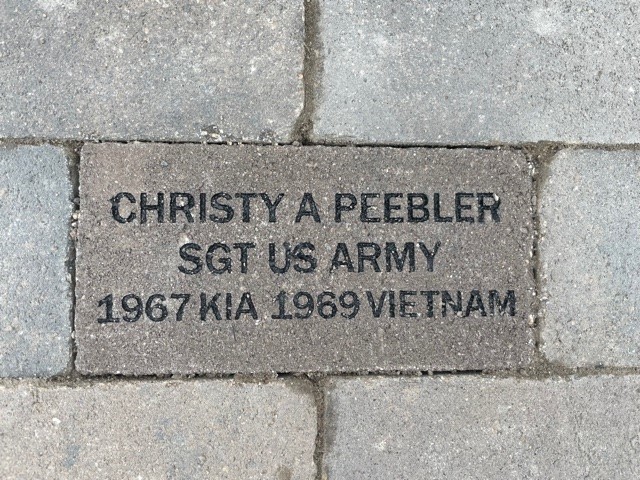 CHRISTY A PEEBLER
SGT US ARMY
1967 KIA 1969 VIETNAM